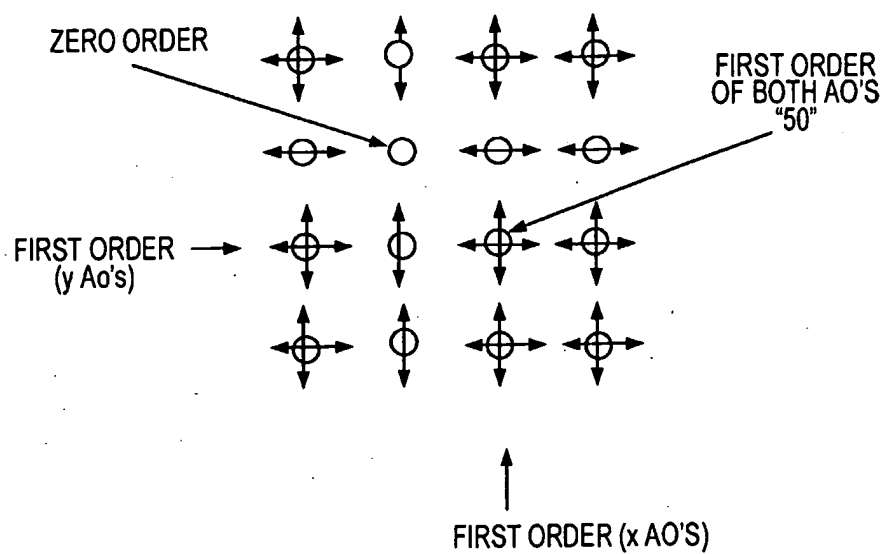 ZERO ORDER
FIRST ORDER
OF BOTH AO'S
"50"
FIRST ORDER
(y Ao's)
FIRST ORDER (x AO'S)